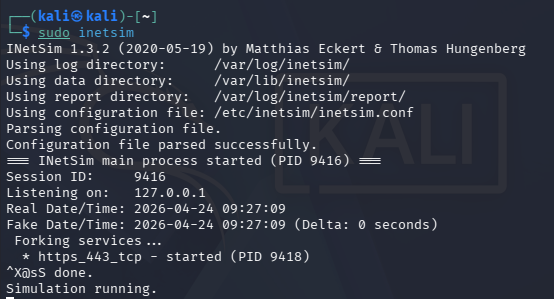 ┌──(kali㉿kali)-[~]
└─$ sudo inetsim
INetSim 1.3.2 (2020-05-19) by Matthias Eckert & Thomas Hungenberg
Using log directory:      /var/log/inetsim/
Using data directory:     /var/lib/inetsim/
Using report directory:   /var/log/inetsim/report/
Using configuration file: /etc/inetsim/inetsim.conf
Parsing configuration file.
Configuration file parsed successfully.
=== INetSim main process started (PID 9416) ===
Session ID:     9416
Listening on:   127.0.0.1
Real Date/Time: 2026-04-24 09:27:09
Fake Date/Time: 2026-04-24 09:27:09 (Delta: 0 seconds)
 Forking services...
  * https_443_tcp - started (PID 9418)
^X@sS done.
Simulation running.
KALI